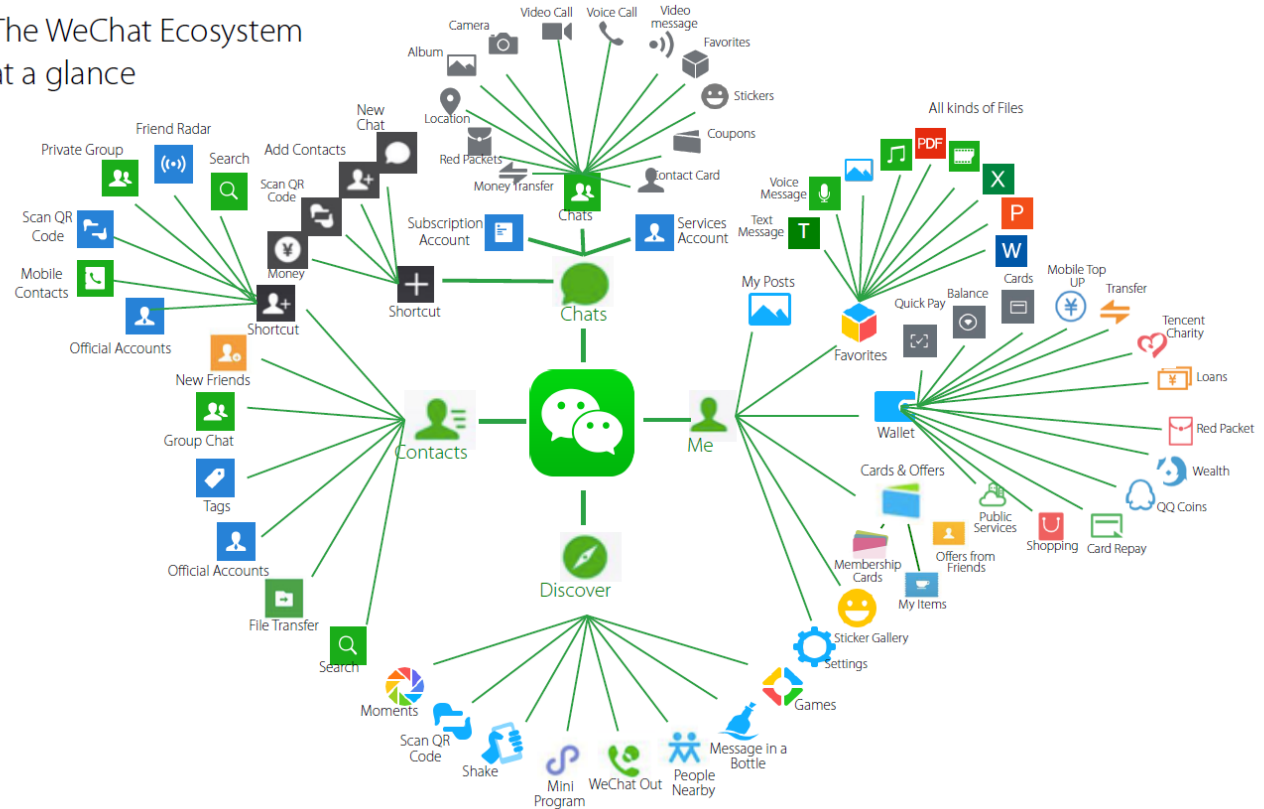 The WeChat Ecosystem
at a glance
Video Call
Voice Call
Video
message
Camera
Favorites
Album
Stickers
Location
Coupons
Red Packets
Contact Card
Money Transfer
Chats
Subscription
Account
Services
Account
Chats
New
Chat
Add Contacts
Scan QR
Code
¥
Money
Shortcut
Friend Radar
Private Group
Search
Scan QR
Code
Mobile
Contacts
Official Accounts
Shortcut
New Friends
Group Chat
Tags
Official Accounts
File Transfer
Search
Contacts
Me
Discover
Moments
Scan QR
Code
Shake
Mini
Program
WeChat Out
People
Nearby
Message in a
Bottle
Games
My Posts
All kinds of Files
PDF
X
P
W
Voice
Message
Text
Message
T
Favorites
Quick Pay
Balance
Cards
Mobile Top
UP
¥
Transfer
Tencent
Charity
¥
Loans
Red Packet
Wealth
QQ Coins
Card Repay
Shopping
Public
Services
Wallet
Cards & Offers
Membership
Cards
Offers from
Friends
My Items
Sticker Gallery
Settings